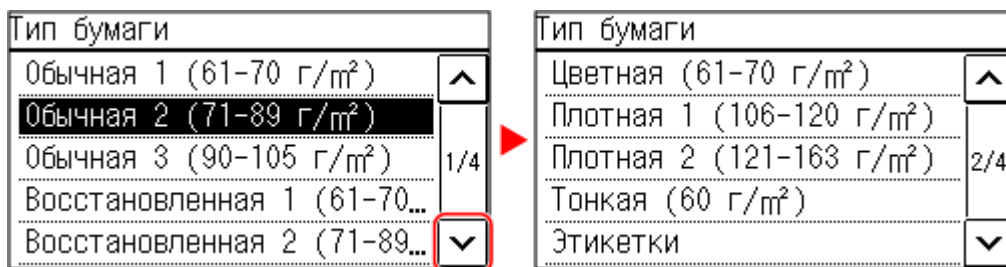 Тип бумаги
Обычная 1 (61-70 г/m²)
Обычная 2 (71-89 г/m²)
Обычная 3 (90-105 г/m²)
Восстановленная 1 (61-70...
Восстановленная 2 (71-89...
1/4
Тип бумаги
Цветная (61-70 г/m²)
Плотная 1 (106-120 г/m²)
Плотная 2 (121-163 г/m²)
Тонкая (60 г/m²)
Этикетки
2/4